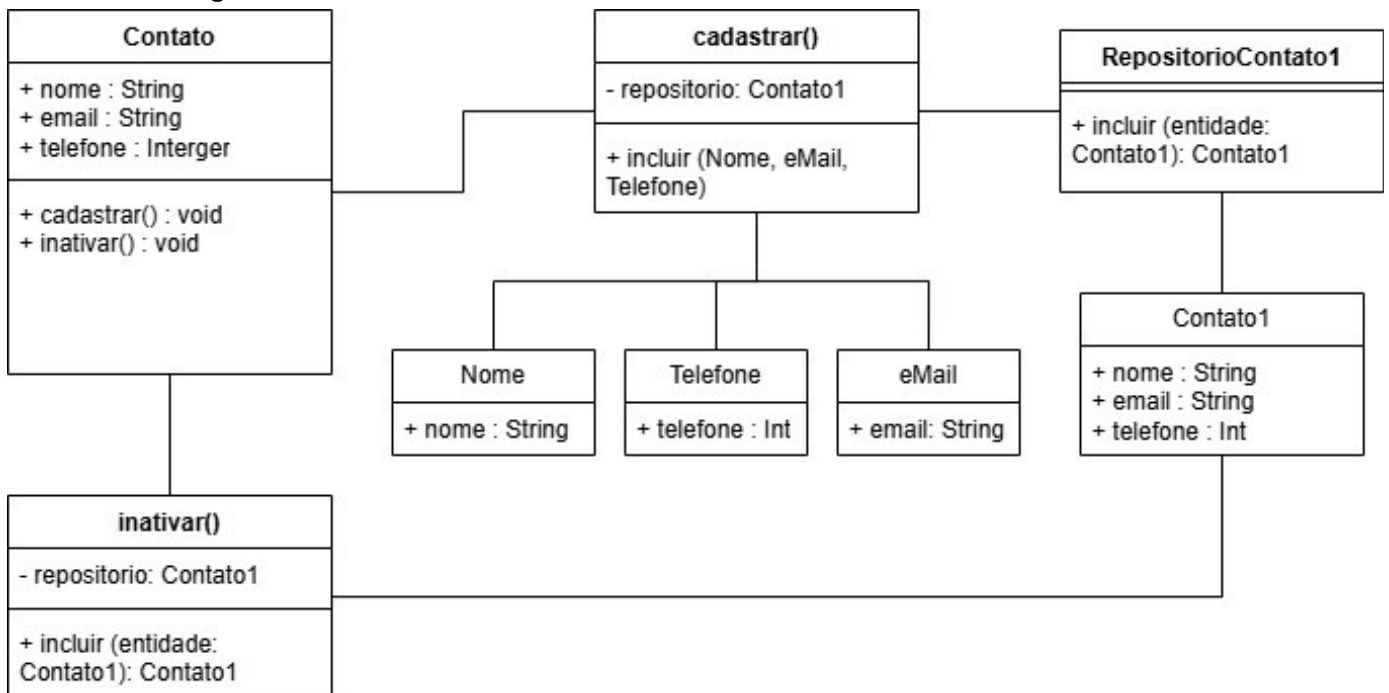 Contato
+ nome : String
+ email : String
+ telefone : Interger
+ cadastrar() : void
+ inativar() : void
cadastrar()
- repositorio: Contato1
+ incluir (Nome, eMail,
Telefone)
RepositorioContato1
+ incluir (entidade:
Contato1): Contato1
Nome
+ nome : String
Telefone
+ telefone : Int
eMail
+ email: String
Contato1
+ nome : String
+ email : String
+ telefone : Int
inativar()
- repositorio: Contato1
+ incluir (entidade:
Contato1): Contato1